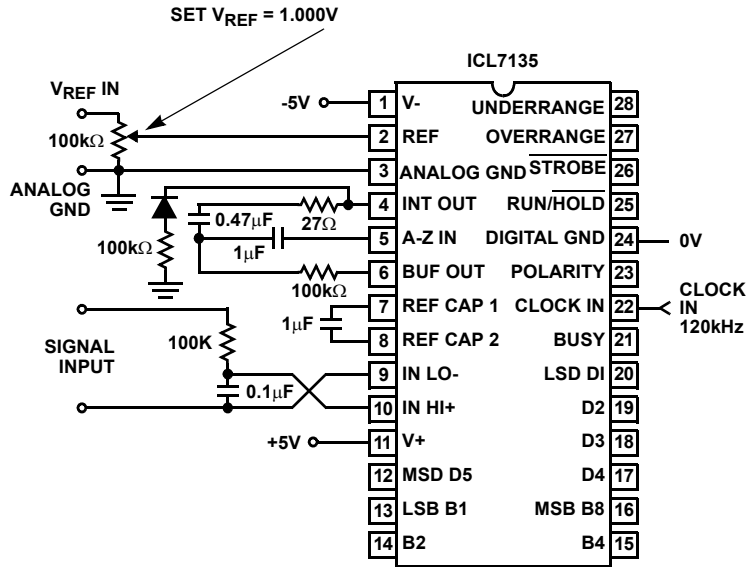 SET VREF = 1.000V
ICL7135
VREF IN
100kΩ
ANALOG
GND
-5V
1 V-
UNDERRANGE 28
2 REF
OVERRANGE 27
3 ANALOG GND
STROBE 26
4 INT OUT
RUN/HOLD 25
0.47μF
27Ω
100kΩ
1μF
5 A-Z IN
DIGITAL GND 24
0V
6 BUF OUT
POLARITY 23
100kΩ
7 REF CAP 1
CLOCK IN 22
CLOCK
IN
120kHz
1μF
8 REF CAP 2
BUSY 21
SIGNAL
INPUT
100K
0.1μF
9 IN LO-
LSD DI 20
10 IN HI+
D2 19
+5V
11 V+
D3 18
12 MSD D5
D4 17
13 LSB B1
MSB B8 16
14 B2
B4 15